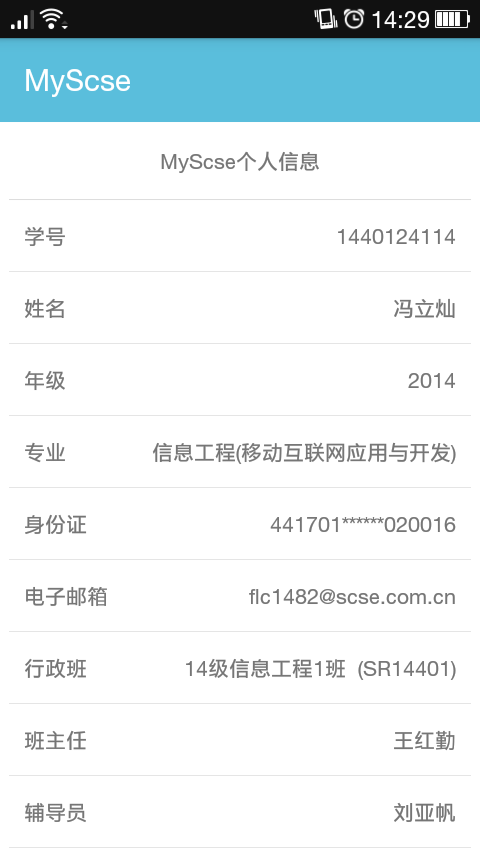 14:29
MyScse
MyScse个人信息
学号 1440124114
姓名 冯立灿
年级 2014
专业 信息工程(移动互联网应用与开发)
身份证 441701******020016
电子邮箱 flc1482@scse.com.cn
行政班 14级信息工程1班 (SR14401)
班主任 王红勤
辅导员 刘亚帆